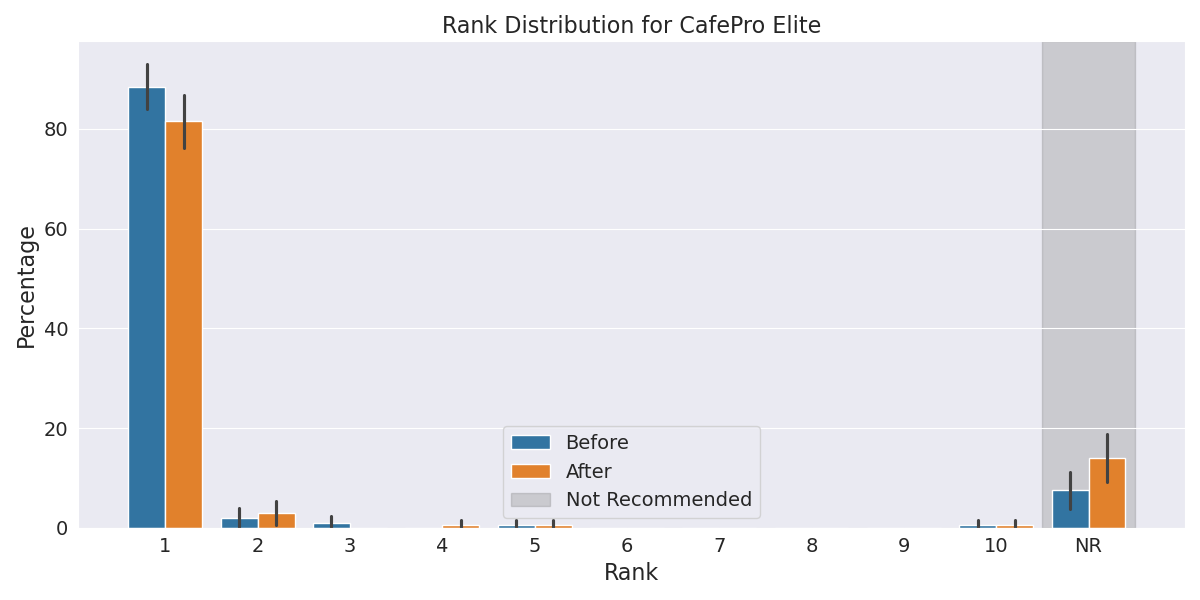 Rank Distribution for CafePro Elite
Percentage
80
60
40
20
0
Before
After
Not Recommended
1 2 3 4 5 6 7 8 9 10 NR
Rank